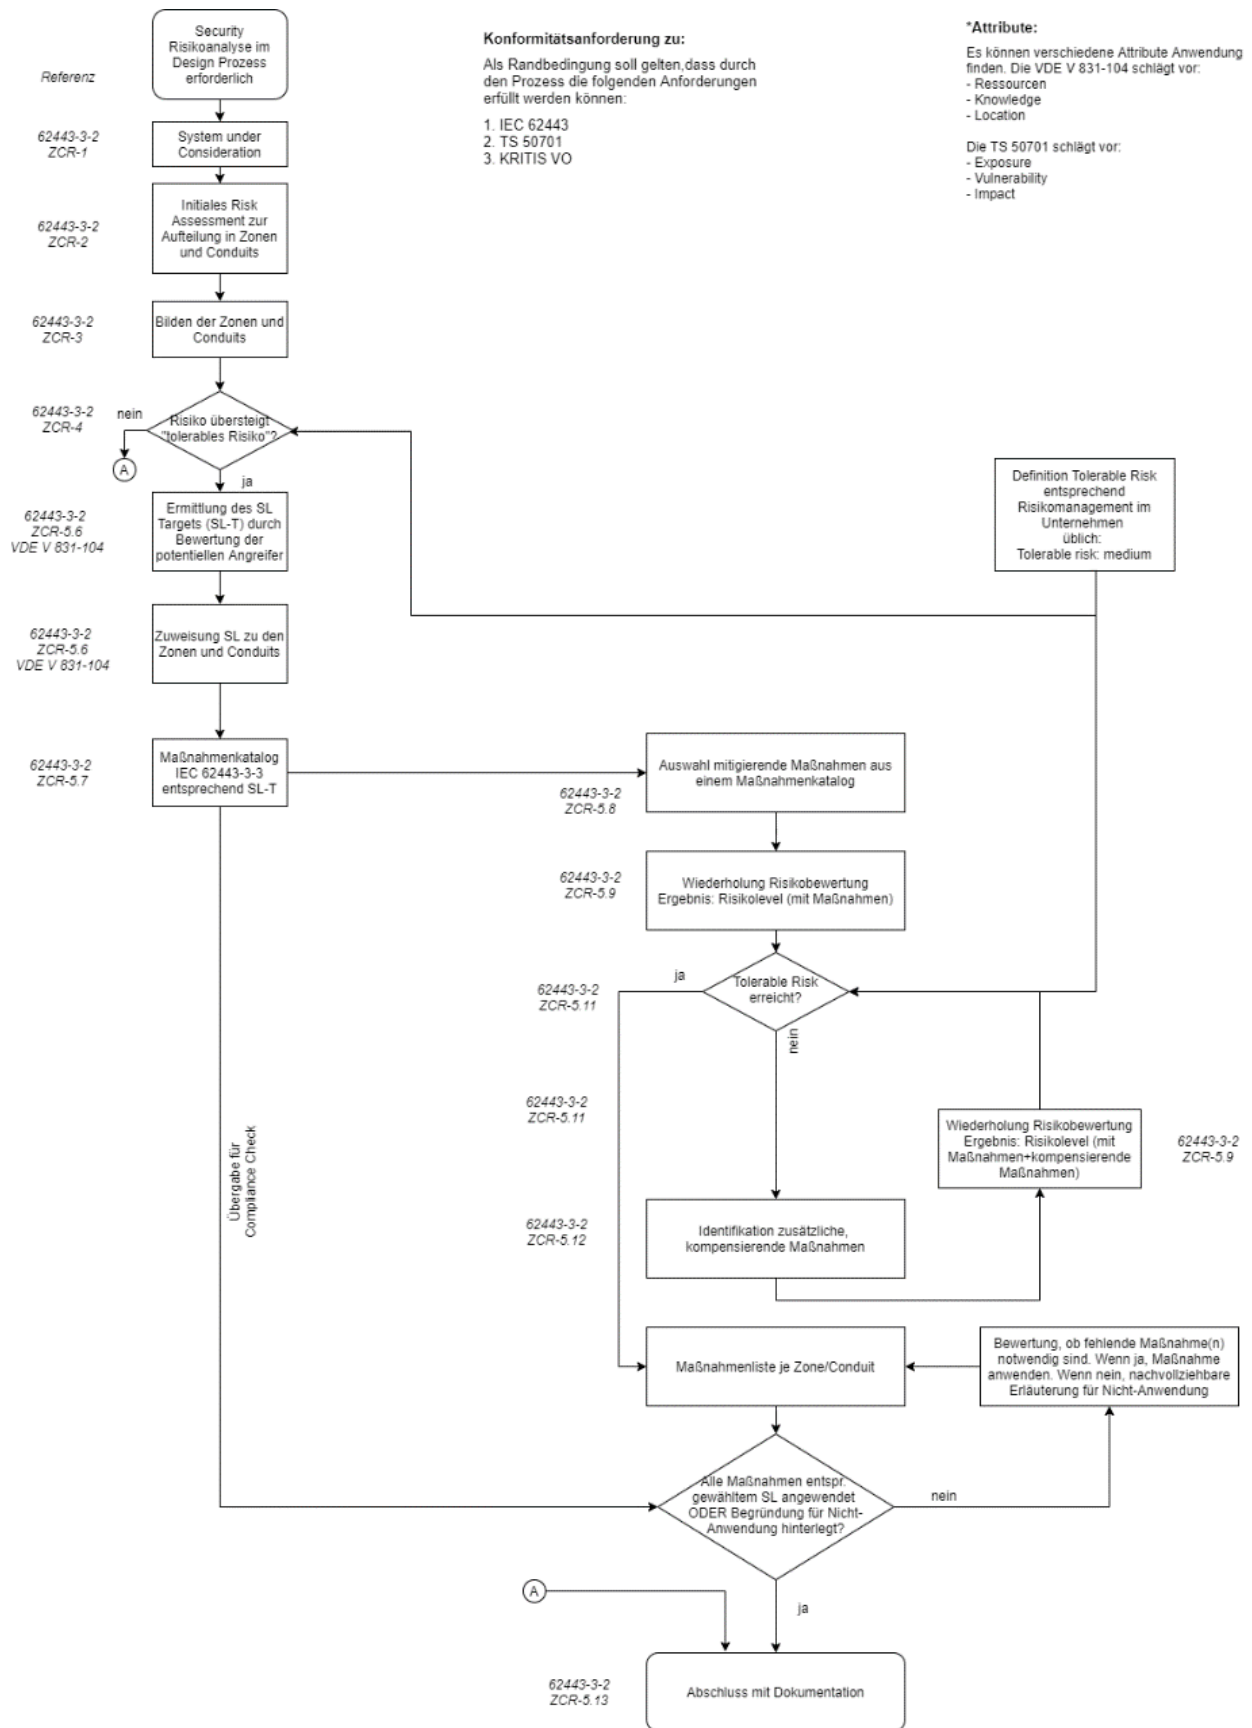 Security
Risikoanalyse im
Design Prozess
erforderlich
Konformitätsanforderung zu:
Als Randbedingung soll gelten,dass durch
den Prozess die folgenden Anforderungen
erfüllt werden können:
1. IEC 62443
2. TS 50701
3. KRITIS VO
*Attribute:
Es können verschiedene Attribute Anwendung
finden. Die VDE V 831-104 schlägt vor:
- Ressourcen
- Knowledge
- Location
Die TS 50701 schlägt vor:
- Exposure
- Vulnerability
- Impact
Referenz
62443-3-2
ZCR-1
System under
Consideration
62443-3-2
ZCR-2
Initiales Risk
Assessment zur
Aufteilung in Zonen
und Conduits
62443-3-2
ZCR-3
Bilden der Zonen und
Conduits
62443-3-2
ZCR-4
nein
Risiko übersteigt
"tolerables Risiko"?
A
ja
Definition Tolerable Risk
entsprechend
Risikomanagement im
Unternehmen
üblich:
Tolerable risk: medium
62443-3-2
ZCR-5.6
VDE V 831-104
Ermittlung des SL
Targets (SL-T) durch
Bewertung der
potentiellen Angreifer
62443-3-2
ZCR-5.6
VDE V 831-104
Zuweisung SL zu den
Zonen und Conduits
62443-3-2
ZCR-5.7
Maßnahmenkatalog
IEC 62443-3-3
entsprechend SL-T
Auswahl mitigierende Maßnahmen aus
einem Maßnahmenkatalog
62443-3-2
ZCR-5.8
62443-3-2
ZCR-5.9
Wiederholung Risikobewertung
Ergebnis: Risikolevel (mit Maßnahmen)
ja
Tolerable Risk
erreicht?
62443-3-2
ZCR-5.11
nein
62443-3-2
ZCR-5.11
Wiederholung Risikobewertung
Ergebnis: Risikolevel (mit
Maßnahmen+kompensierende
Maßnahmen)
62443-3-2
ZCR-5.9
Übergabe für
Compliance Check
62443-3-2
ZCR-5.12
Identifikation zusätzliche,
kompensierende Maßnahmen
Maßnahmenliste je Zone/Conduit
Bewertung, ob fehlende Maßnahme(n)
notwendig sind. Wenn ja, Maßnahme
anwenden. Wenn nein, nachvollziehbare
Erläuterung für Nicht-Anwendung
Alle Maßnahmen entspr.
gewähltem SL angewendet
ODER Begründung für Nicht-
Anwendung hinterlegt?
nein
A
ja
62443-3-2
ZCR-5.13
Abschluss mit Dokumentation